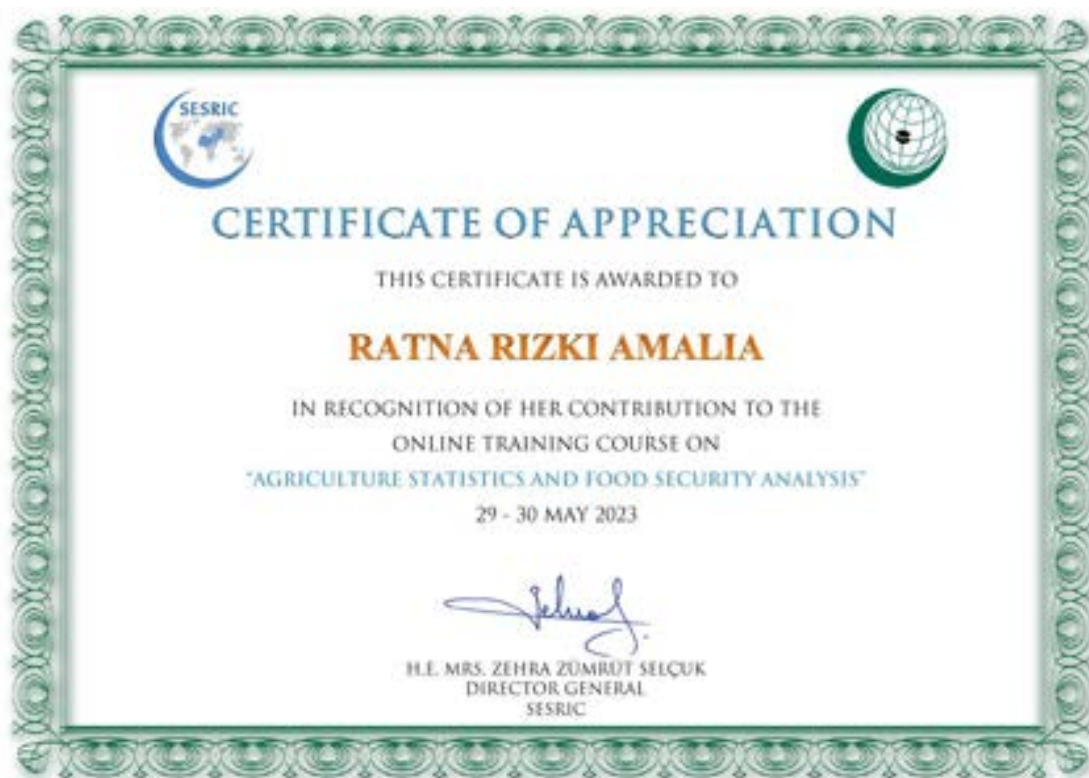 SESRIC
CERTIFICATE OF APPRECIATION
THIS CERTIFICATE IS AWARDED TO
RATNA RIZKI AMALIA
IN RECOGNITION OF HER CONTRIBUTION TO THE
ONLINE TRAINING COURSE ON
"AGRICULTURE STATISTICS AND FOOD SECURITY ANALYSIS"
29 - 30 MAY 2023
H.E. MRS. ZEHRA ZÜMRÜT SELÇUK
DIRECTOR GENERAL
SESRIC